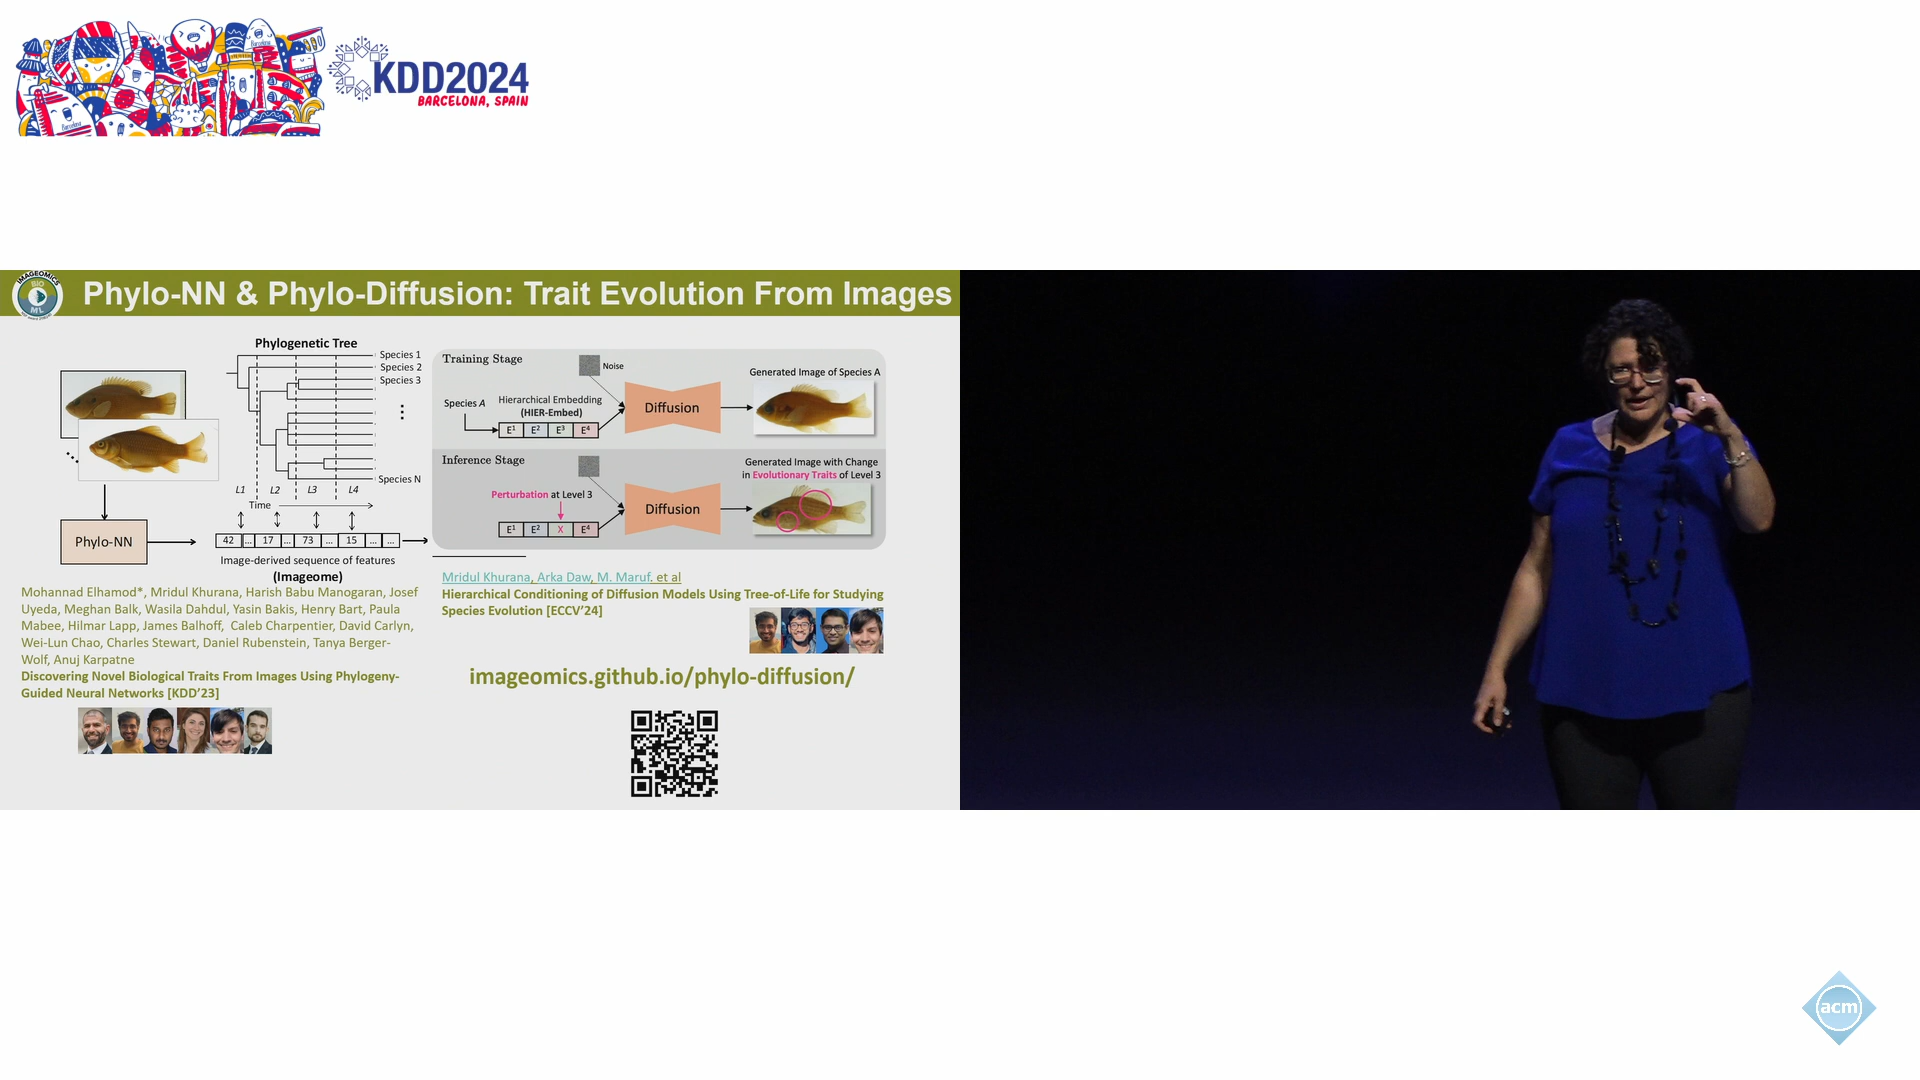 KDD2024
BARCELONA, SPAIN
IMAGEOMICS
Bio
ML
Phylo-NN & Phylo-Diffusion: Trait Evolution From Images
Phylogenetic Tree
Species 1
Species 2
Species 3
Species N
L1 L2 L3 L4
Time
Phylo-NN
42 ... 17 ... 73 ... 15 ... ...
Image-derived sequence of features
(Imageome)
Training Stage
Noise
Generated Image of Species A
Species A
Hierarchical Embedding
(HIER-Embed)
E1 E2 E3 E4
Diffusion
Inference Stage
Generated Image with Change
in Evolutionary Traits of Level 3
Perturbation at Level 3
E1 E2 X E4
Diffusion
Mohannad Elhamod*, Mridul Khurana, Harish Babu Manogaran, Josef
Uyeda, Meghan Balk, Wasila Dahdul, Yasin Bakis, Henry Bart, Paula
Mabee, Hilmar Lapp, James Balhoff, Caleb Charpentier, David Carlyn,
Wei-Lun Chao, Charles Stewart, Daniel Rubenstein, Tanya Berger-
Wolf, Anuj Karpatne
Discovering Novel Biological Traits From Images Using Phylogeny-
Guided Neural Networks [KDD'23]
Mridul Khurana, Arka Daw, M. Maruf. et al
Hierarchical Conditioning of Diffusion Models Using Tree-of-Life for Studying
Species Evolution [ECCV'24]
imageomics.github.io/phylo-diffusion/
acm